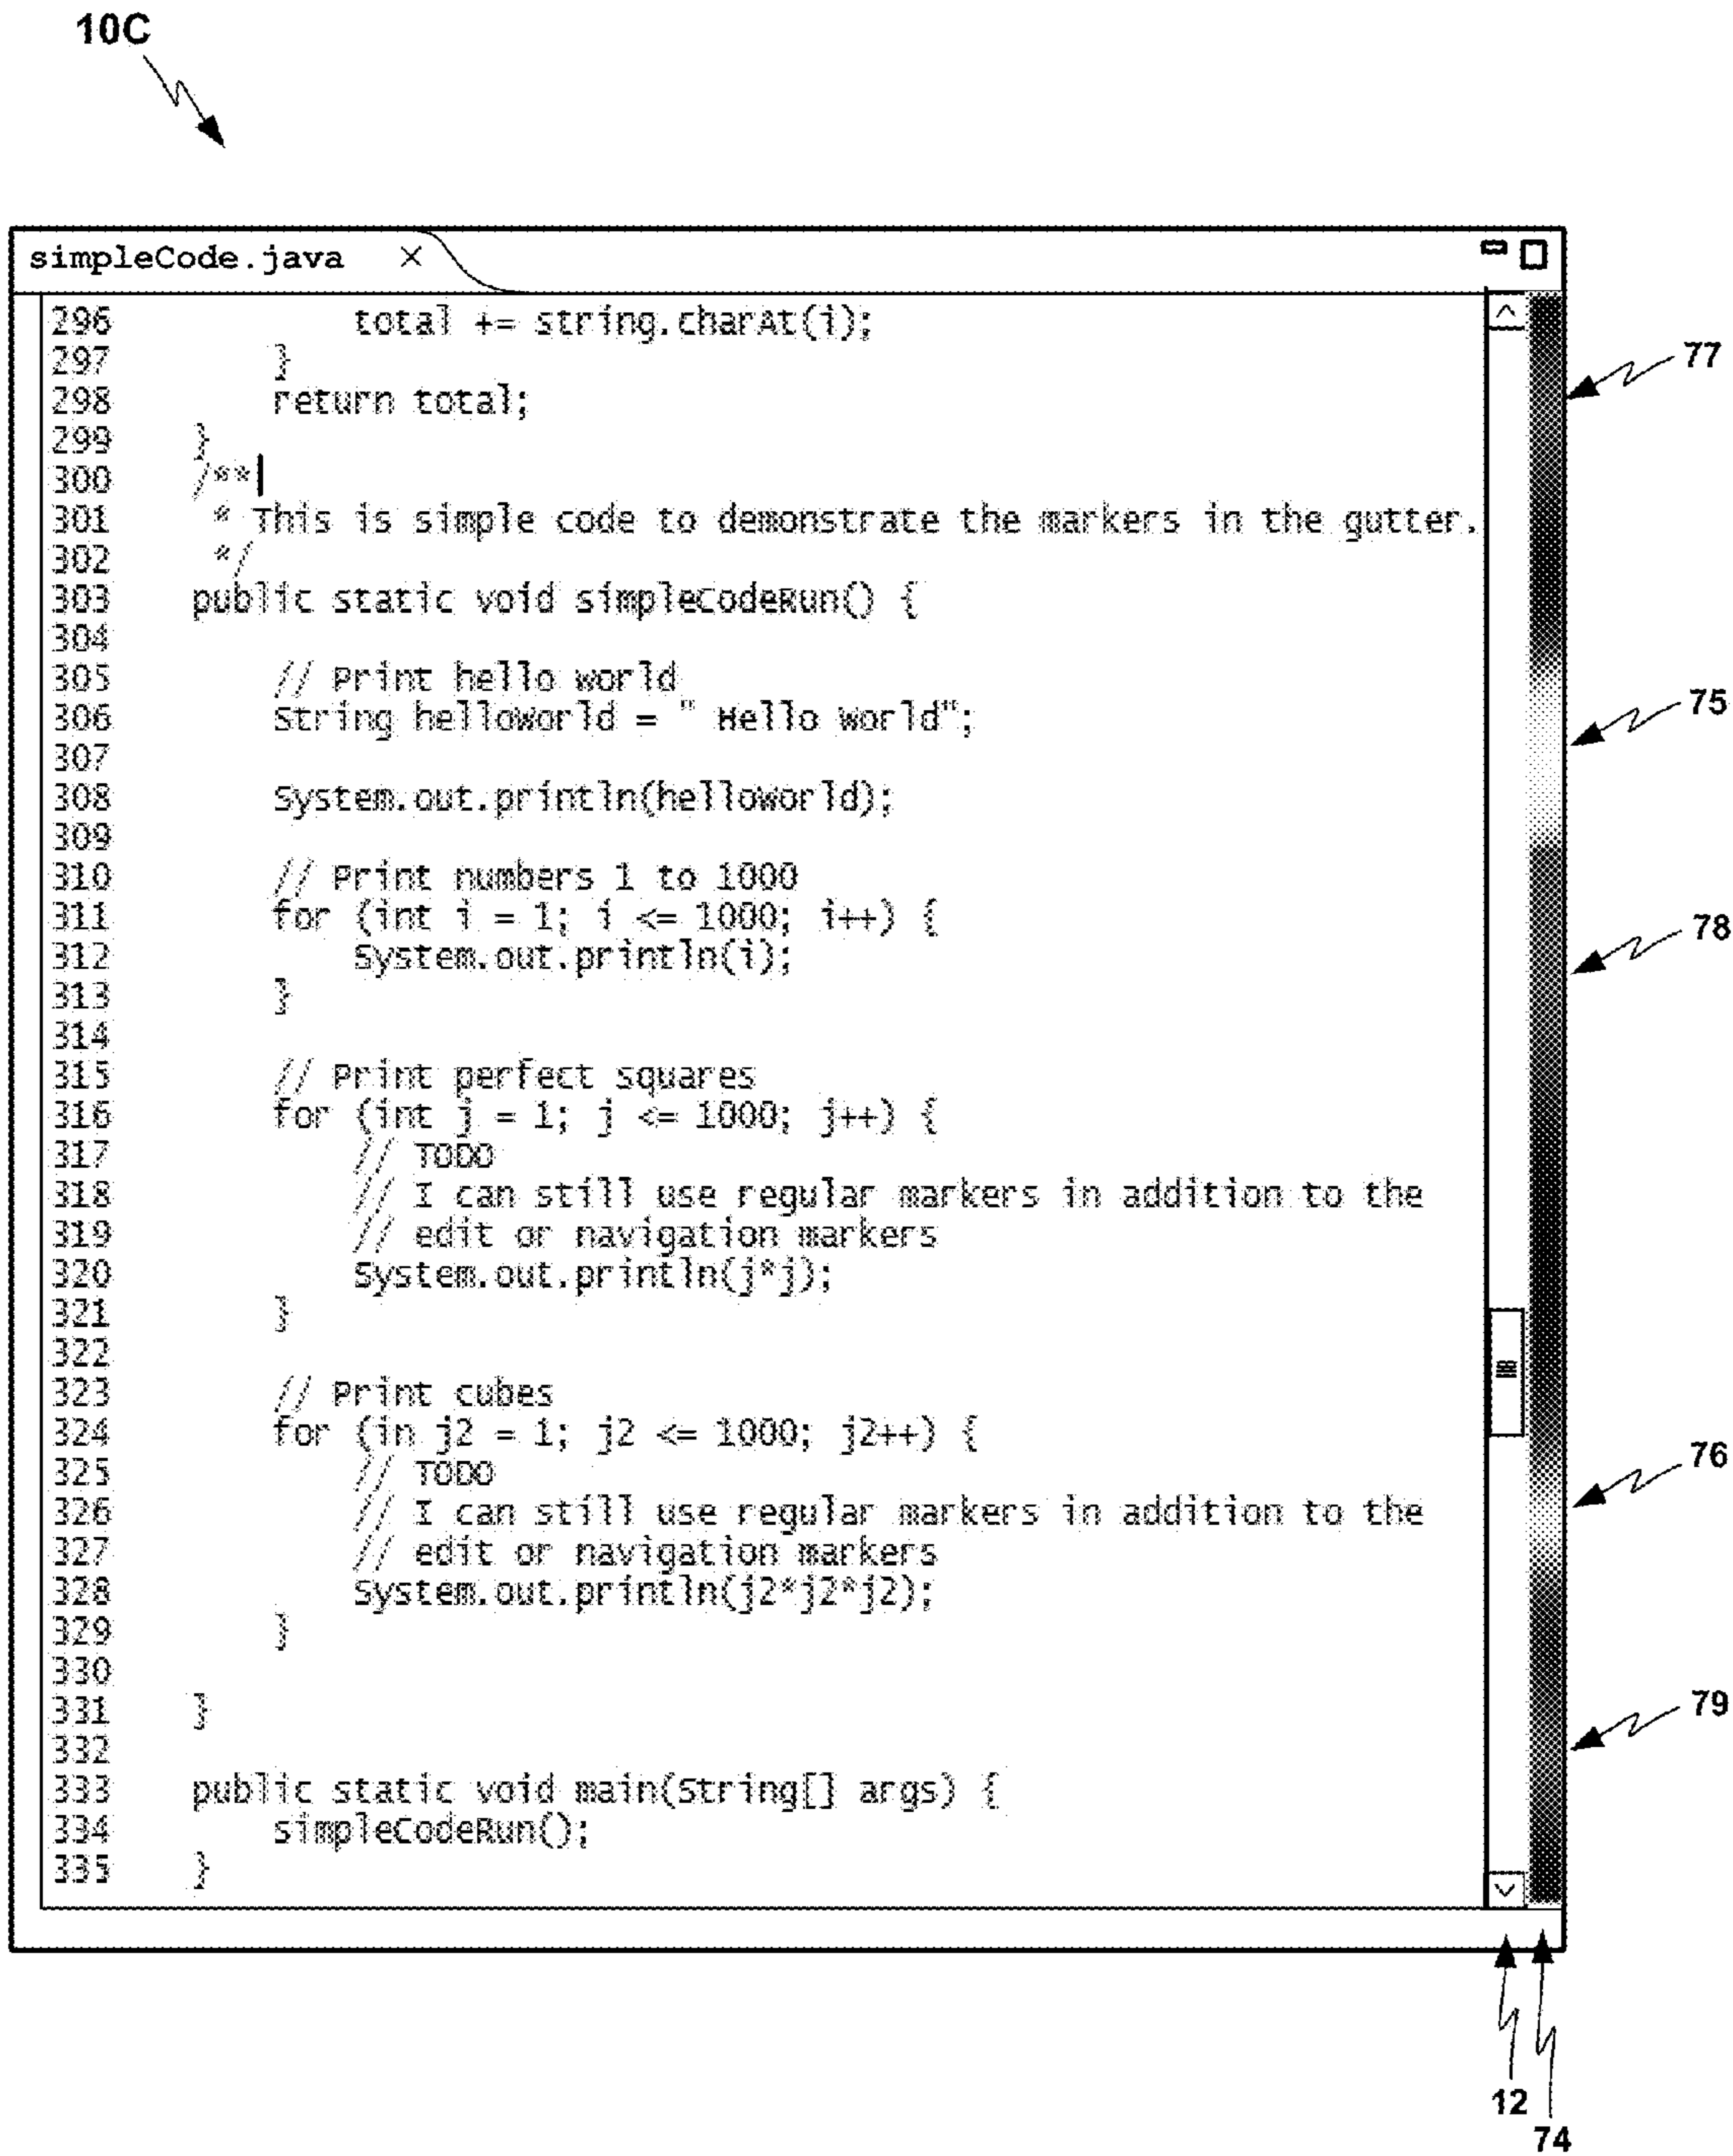 10C
simpleCode.java ×
296 total += string.charAt(i);
297 }
298 return total;
299 }
300 /**
301 * This is simple code to demonstrate the markers in the gutter.
302 */
303 public static void simpleCodeRun() {
304
305 // Print hello world
306 String helloWorld = " Hello World";
307
308 System.out.println(helloWorld);
309
310 // Print numbers 1 to 1000
311 for (int i = 1; i <= 1000; i++) {
312 System.out.println(i);
313 }
314
315 // Print perfect squares
316 for (int j = 1; j <= 1000; j++) {
317 // TODO
318 // I can still use regular markers in addition to the
319 // edit or navigation markers
320 System.out.println(j*j);
321 }
322
323 // Print cubes
324 for (in j2 = 1; j2 <= 1000; j2++) {
325 // TODO
326 // I can still use regular markers in addition to the
327 // edit or navigation markers
328 System.out.println(j2*j2*j2);
329 }
330
331 }
332
333 public static void main(String[] args) {
334 simpleCodeRun();
335 }
77
75
78
76
79
12
74